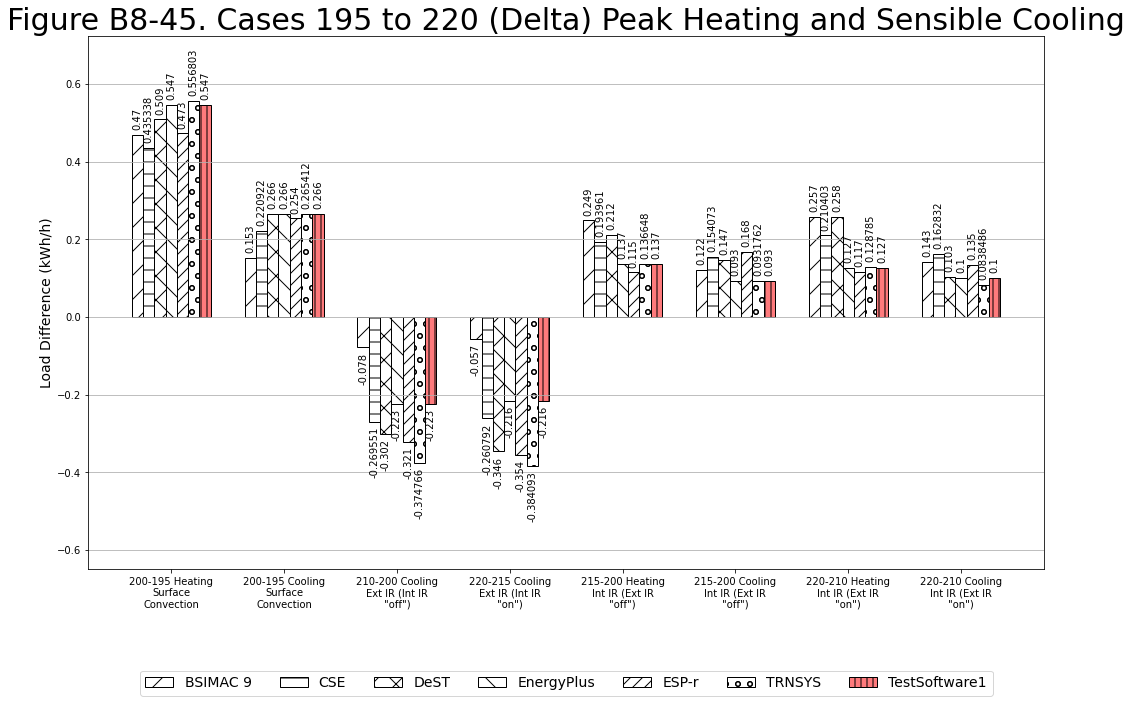 Figure B8-45. Cases 195 to 220 (Delta) Peak Heating and Sensible Cooling
Load Difference (kWh/h)
0.6
0.4
0.2
0.0
−0.2
−0.4
−0.6
0.47
0.435338
0.509
0.547
0.473
0.556803
0.547
0.153
0.220922
0.266
0.266
0.254
0.265412
0.266
-0.078
-0.269551
-0.302
-0.223
-0.321
-0.374766
-0.223
-0.057
-0.260792
-0.346
-0.216
-0.354
-0.384093
-0.216
0.249
0.193961
0.212
0.137
0.115
0.136648
0.137
0.122
0.154073
0.147
0.093
0.168
0.0931762
0.093
0.257
0.210403
0.258
0.127
0.117
0.128785
0.127
0.143
0.162832
0.103
0.1
0.135
0.0838486
0.1
200-195 Heating
Surface
Convection
200-195 Cooling
Surface
Convection
210-200 Cooling
Ext IR (Int IR
"off")
220-215 Cooling
Ext IR (Int IR
"on")
215-200 Heating
Int IR (Ext IR
"off")
215-200 Cooling
Int IR (Ext IR
"off")
220-210 Heating
Int IR (Ext IR
"on")
220-210 Cooling
Int IR (Ext IR
"on")
BSIMAC 9
CSE
DeST
EnergyPlus
ESP-r
TRNSYS
TestSoftware1